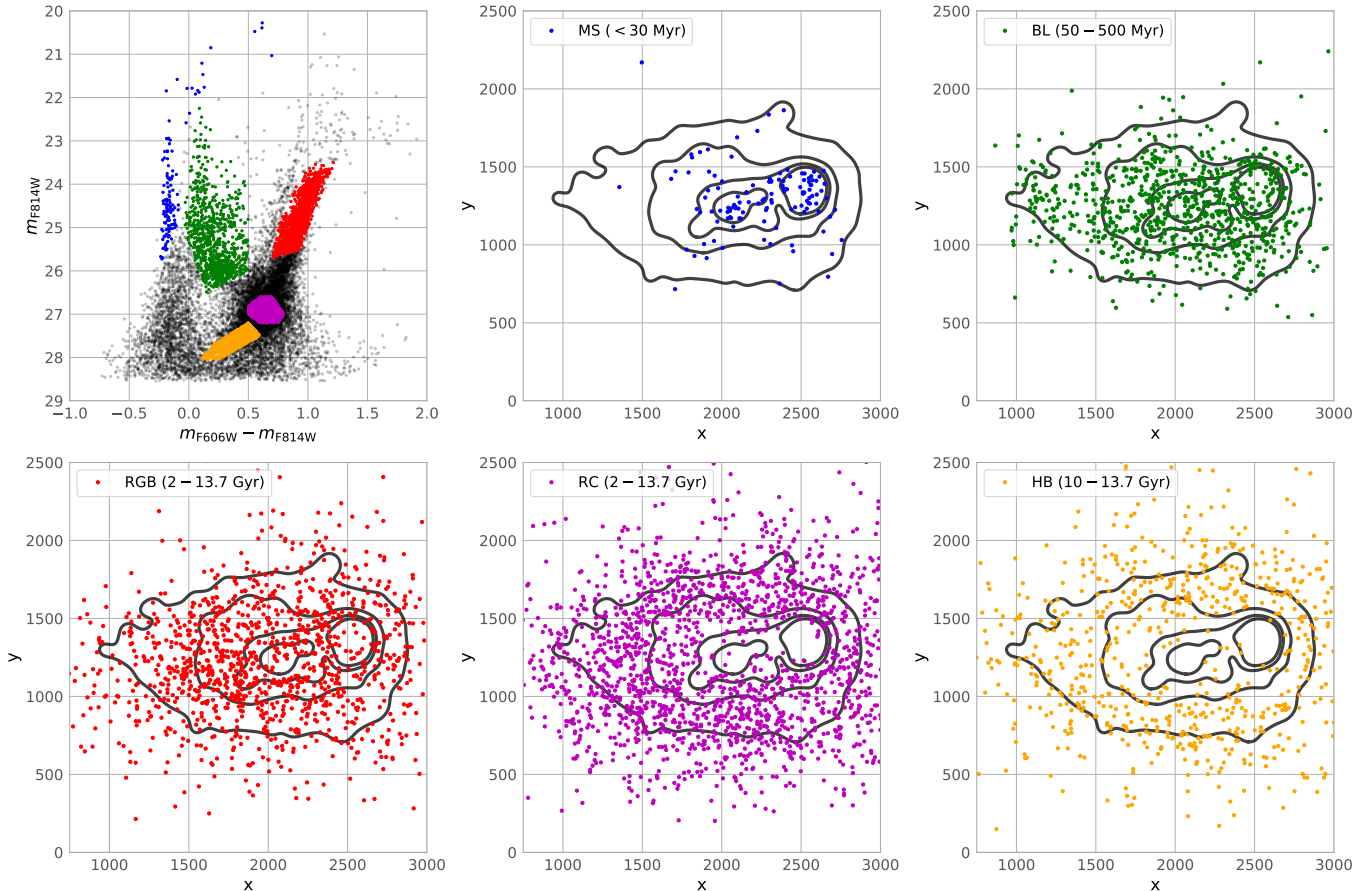 20
21
22
23
24
25
26
27
28
29
−1.0 −0.5 0.0 0.5 1.0 1.5 2.0
m_F606W − m_F814W
m_F814W
MS (< 30 Myr)
2500
2000
1500
1000
500
0
1000 1500 2000 2500 3000
x
y
BL (50 − 500 Myr)
2500
2000
1500
1000
500
0
1000 1500 2000 2500 3000
x
y
RGB (2 − 13.7 Gyr)
2500
2000
1500
1000
500
0
1000 1500 2000 2500 3000
x
y
RC (2 − 13.7 Gyr)
2500
2000
1500
1000
500
0
1000 1500 2000 2500 3000
x
y
HB (10 − 13.7 Gyr)
2500
2000
1500
1000
500
0
1000 1500 2000 2500 3000
x
y